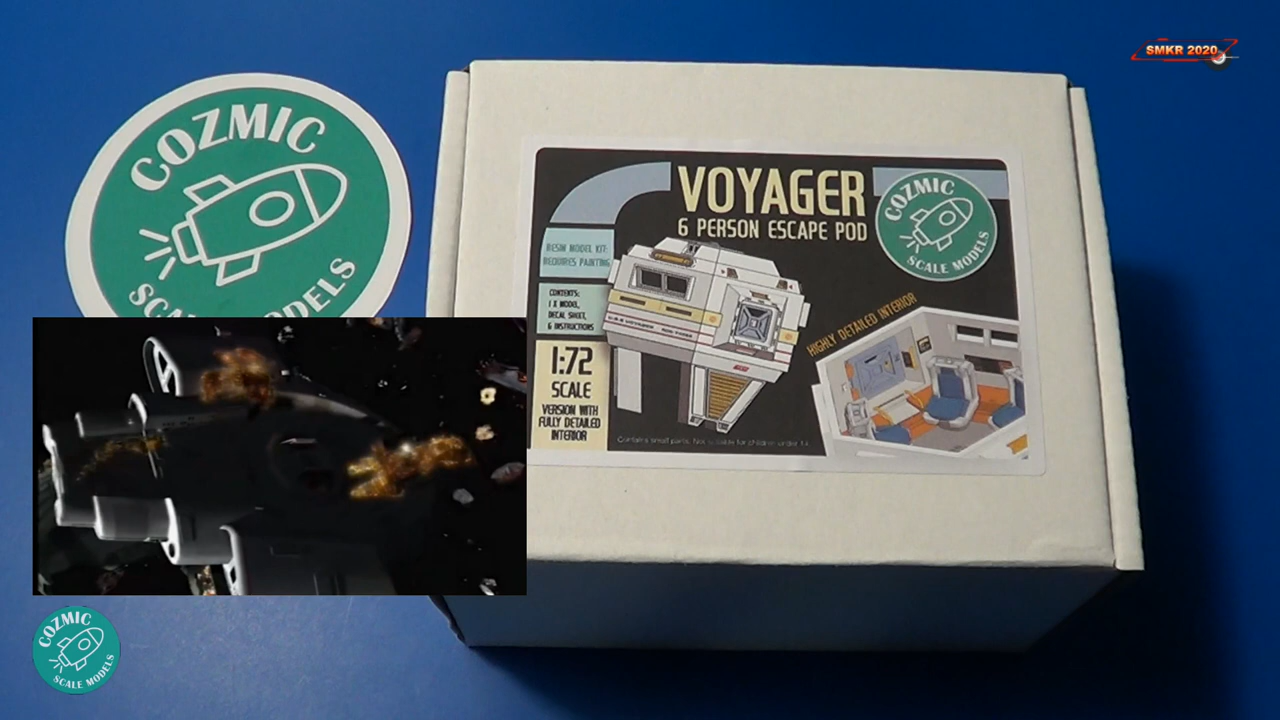 SMKR 2020
COZMIC
VOYAGER
6 PERSON ESCAPE POD
COZMIC
SCALE MODELS
RESIN MODEL KIT:
REQUIRES PAINTING
CONTENTS:
1 X MODEL,
DECAL SHEET,
& INSTRUCTIONS
HIGHLY DETAILED INTERIOR
1:72
SCALE
VERSION WITH
FULLY DETAILED
INTERIOR
U.S.S VOYAGER
Contains small parts. Not suitable for children under 14.
COZMIC
SCALE MODELS